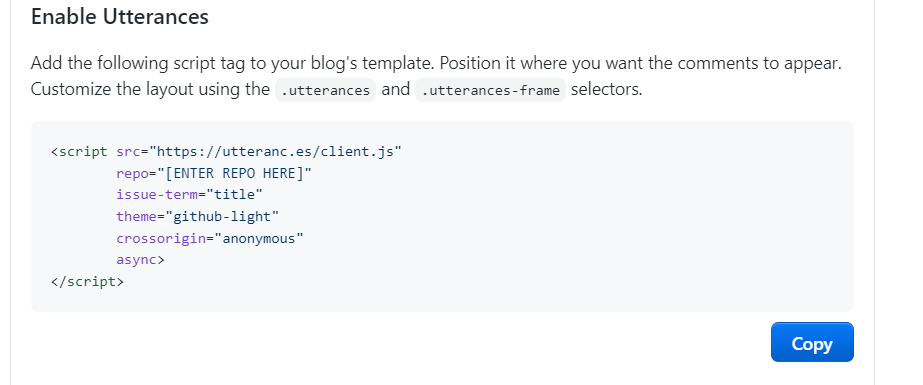 Enable Utterances
Add the following script tag to your blog's template. Position it where you want the comments to appear.
Customize the layout using the .utterances and .utterances-frame selectors.
<script src="https://utteranc.es/client.js"
        repo="[ENTER REPO HERE]"
        issue-term="title"
        theme="github-light"
        crossorigin="anonymous"
        async>
</script>
Copy